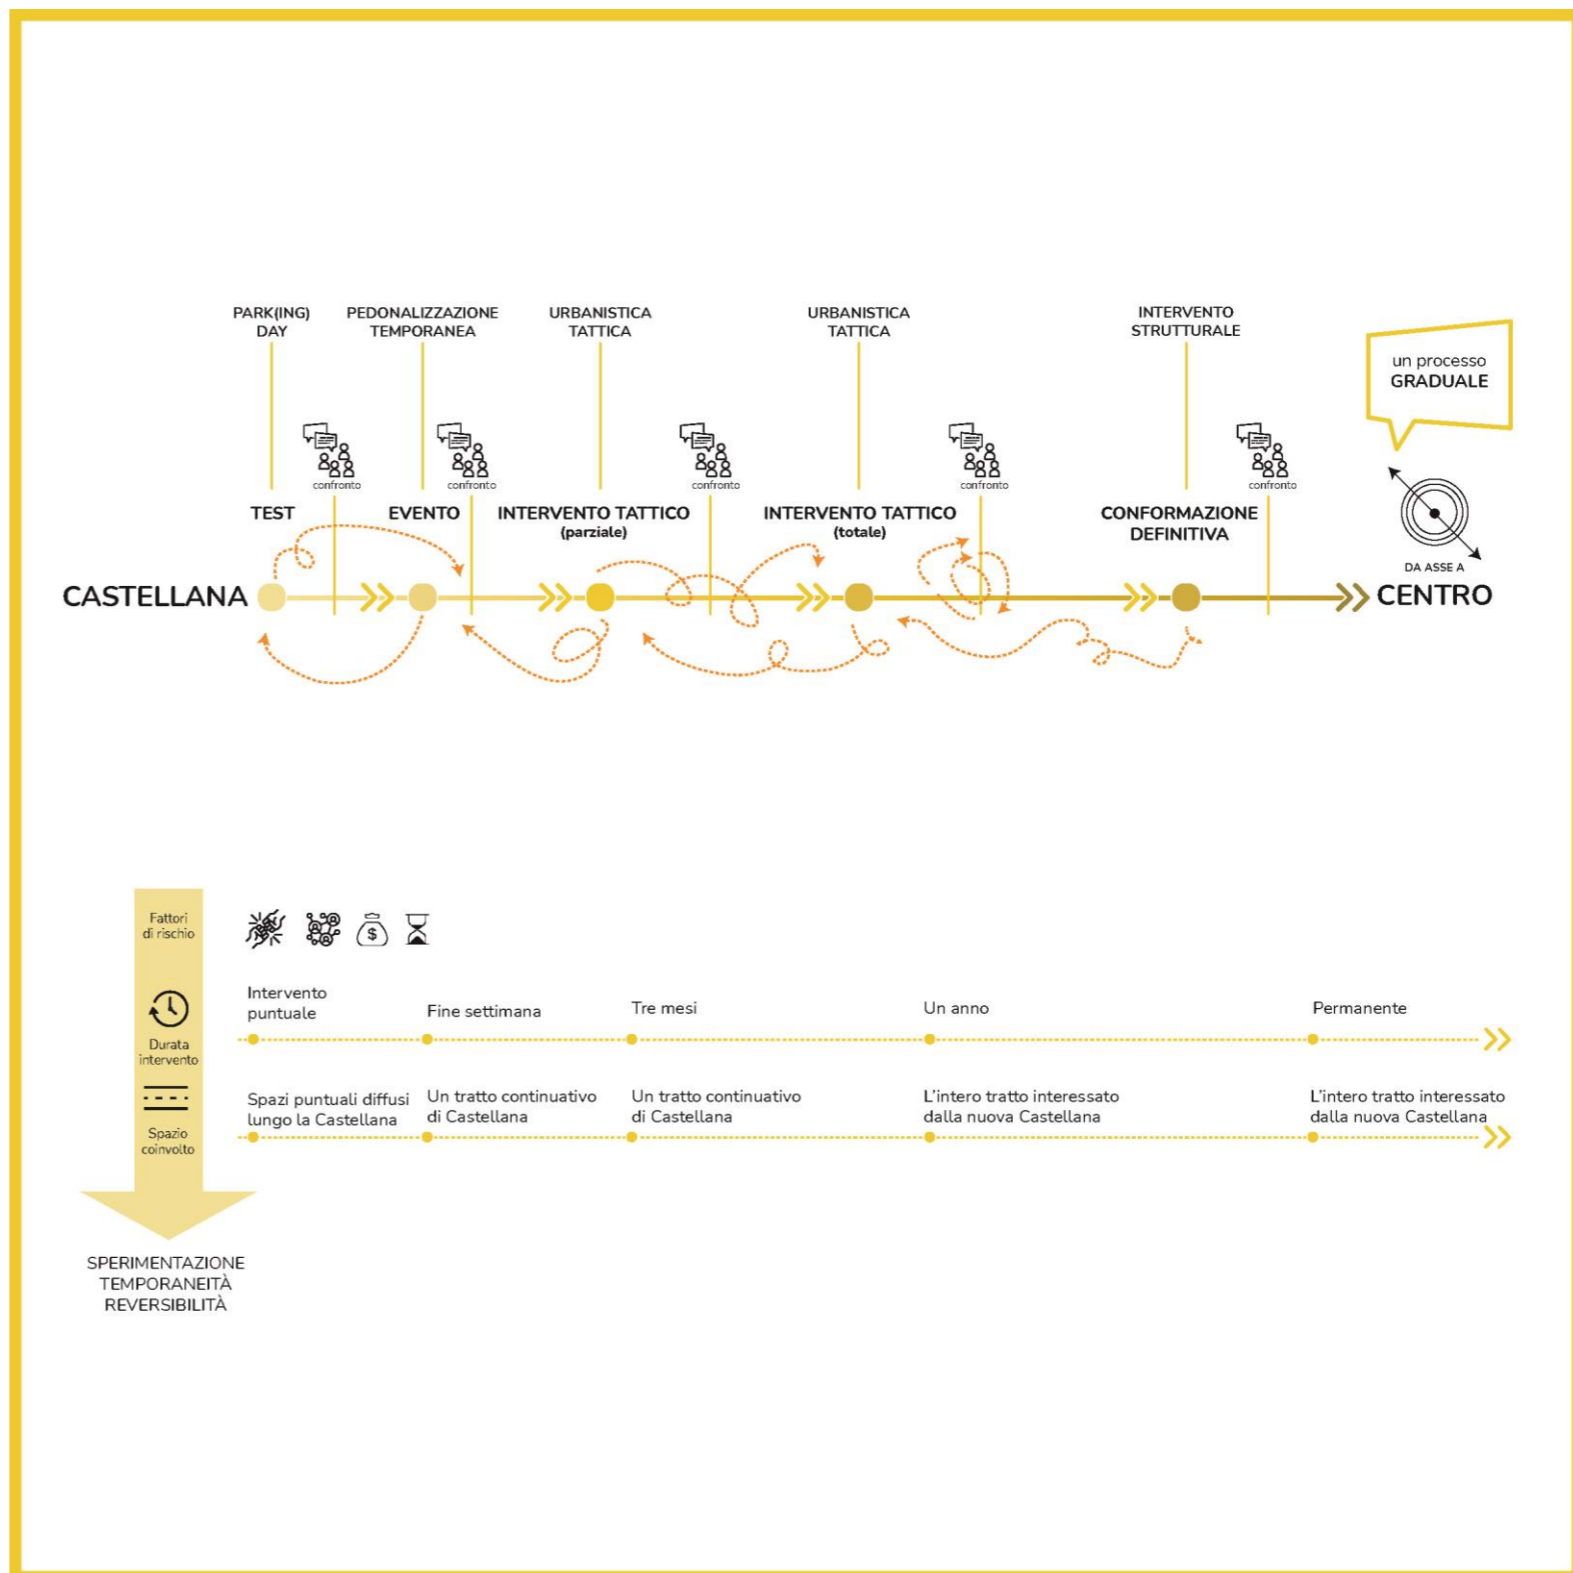 PARK(ING)
DAY
PEDONALIZZAZIONE
TEMPORANEA
URBANISTICA
TATTICA
URBANISTICA
TATTICA
INTERVENTO
STRUTTURALE
un processo
GRADUALE
confronto
confronto
confronto
confronto
confronto
TEST
EVENTO
INTERVENTO TATTICO
(parziale)
INTERVENTO TATTICO
(totale)
CONFORMAZIONE
DEFINITIVA
DA ASSE A
CASTELLANA
CENTRO
Fattori
di rischio
$
Durata
intervento
Intervento
puntuale
Fine settimana
Tre mesi
Un anno
Permanente
Spazio
coinvolto
Spazi puntuali diffusi
lungo la Castellana
Un tratto continuativo
di Castellana
Un tratto continuativo
di Castellana
L'intero tratto interessato
dalla nuova Castellana
L'intero tratto interessato
dalla nuova Castellana
SPERIMENTAZIONE
TEMPORANEITÀ
REVERSIBILITÀ